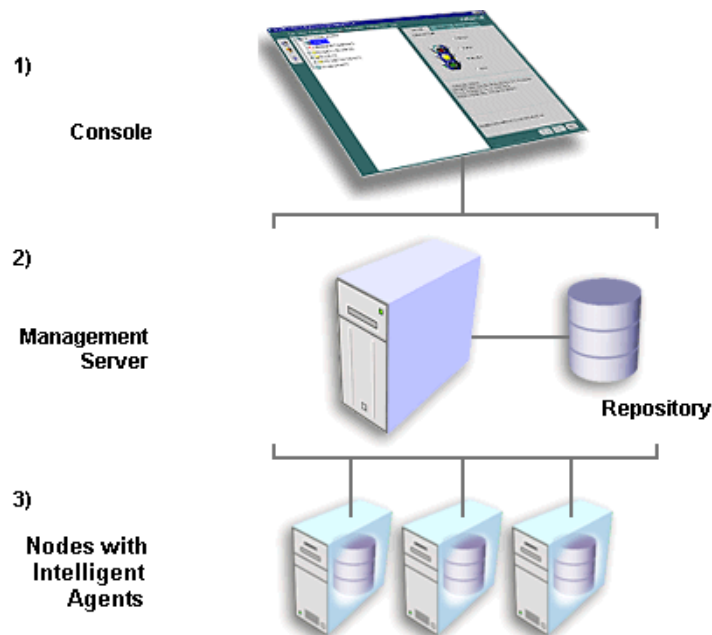 1)
Console
2)
Management
Server
Repository
3)
Nodes with
Intelligent
Agents